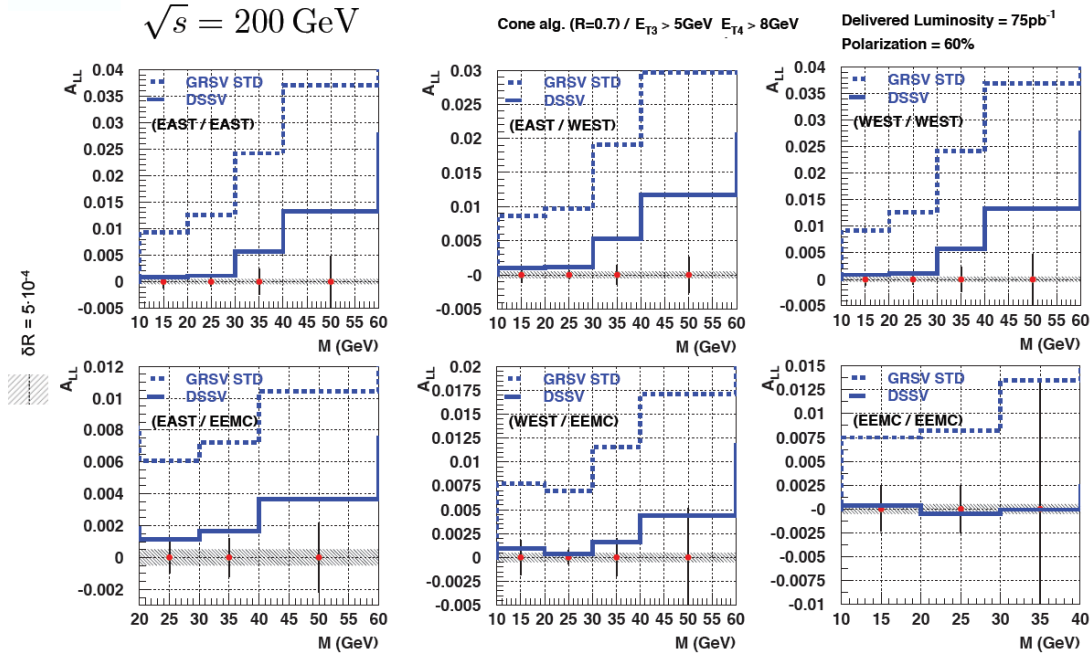 √s = 200 GeV
Cone alg. (R=0.7) / E_T3 > 5GeV E_T4 > 8GeV
Delivered Luminosity = 75pb⁻¹
Polarization = 60%
δR = 5·10⁻⁴
A_LL
0.04
0.035
0.03
0.025
0.02
0.015
0.01
0.005
0
-0.005
GRSV STD
DSSV
(EAST / EAST)
10 15 20 25 30 35 40 45 50 55 60
M (GeV)
A_LL
0.03
0.025
0.02
0.015
0.01
0.005
-0
-0.005
GRSV STD
DSSV
(EAST / WEST)
10 15 20 25 30 35 40 45 50 55 60
M (GeV)
A_LL
0.04
0.035
0.03
0.025
0.02
0.015
0.01
0.005
0
-0.005
GRSV STD
DSSV
(WEST / WEST)
10 15 20 25 30 35 40 45 50 55 60
M (GeV)
A_LL
0.012
0.01
0.008
0.006
0.004
0.002
0
-0.002
GRSV STD
DSSV
(EAST / EEMC)
20 25 30 35 40 45 50 55 60
M (GeV)
A_LL
0.02
0.0175
0.015
0.0125
0.01
0.0075
0.005
0.0025
0
-0.0025
-0.005
GRSV STD
DSSV
(WEST / EEMC)
10 15 20 25 30 35 40 45 50 55 60
M (GeV)
A_LL
0.015
0.0125
0.01
0.0075
0.005
0.0025
-0
-0.0025
-0.005
-0.0075
-0.01
GRSV STD
DSSV
(EEMC / EEMC)
10 15 20 25 30 35 40
M (GeV)